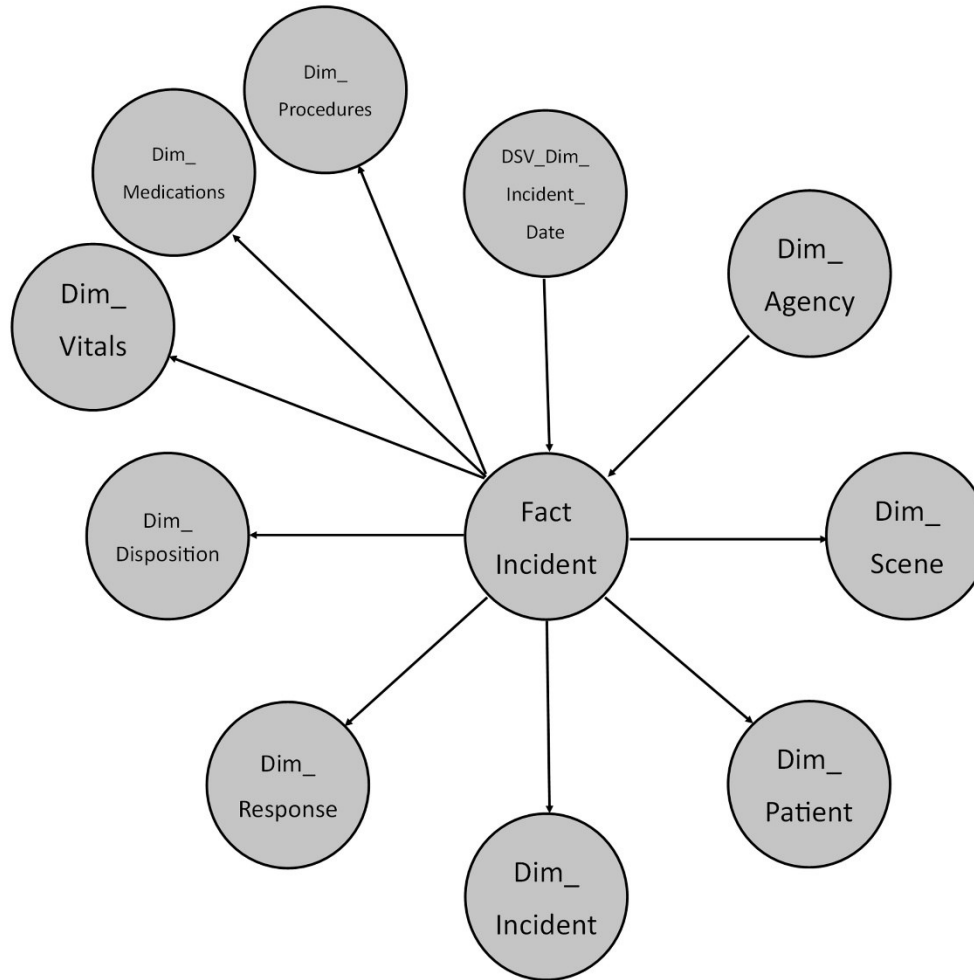 Dim_
Procedures
Dim_
Medications
DSV_Dim_
Incident_
Date
Dim_
Agency
Dim_
Vitals
Fact
Incident
Dim_
Disposition
Dim_
Scene
Dim_
Response
Dim_
Patient
Dim_
Incident